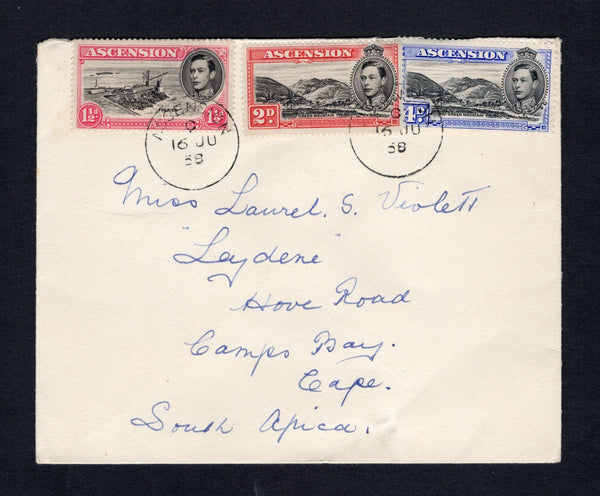 ASCENSION ASCENSION ASCENSION
1½d 1½d 2D. 4D.
ASCENSION
16 JU 16 JU
38 38
Miss Laurel. S. Violett
"Leydene"
Hove Road
Camps Bay.
Cape.
South Africa.